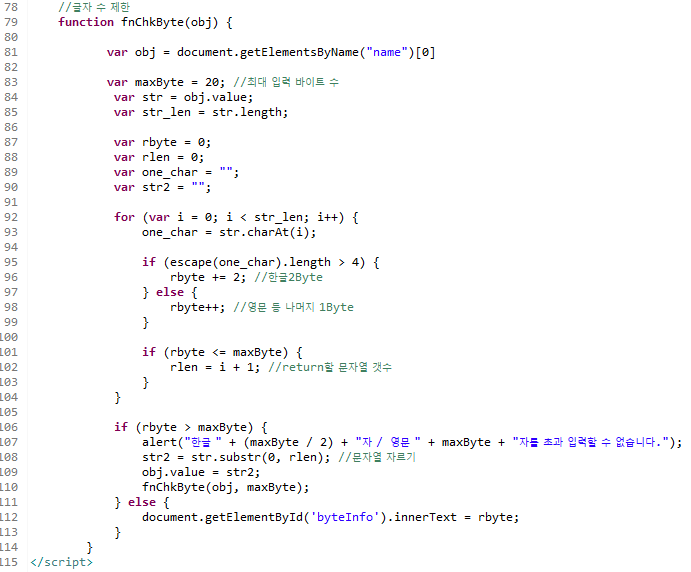 78 //글자 수 제한
79 function fnChkByte(obj) {
80
81 var obj = document.getElementsByName("name")[0]
82
83 var maxByte = 20; //최대 입력 바이트 수
84 var str = obj.value;
85 var str_len = str.length;
86
87 var rbyte = 0;
88 var rlen = 0;
89 var one_char = "";
90 var str2 = "";
91
92 for (var i = 0; i < str_len; i++) {
93 one_char = str.charAt(i);
94
95 if (escape(one_char).length > 4) {
96 rbyte += 2; //한글2Byte
97 } else {
98 rbyte++; //영문 등 나머지 1Byte
99 }
100
101 if (rbyte <= maxByte) {
102 rlen = i + 1; //return할 문자열 갯수
103 }
104 }
105
106 if (rbyte > maxByte) {
107 alert("한글 " + (maxByte / 2) + "자 / 영문 " + maxByte + "자를 초과 입력할 수 없습니다.");
108 str2 = str.substr(0, rlen); //문자열 자르기
109 obj.value = str2;
110 fnChkByte(obj, maxByte);
111 } else {
112 document.getElementById('byteInfo').innerText = rbyte;
113 }
114 }
115 </script>